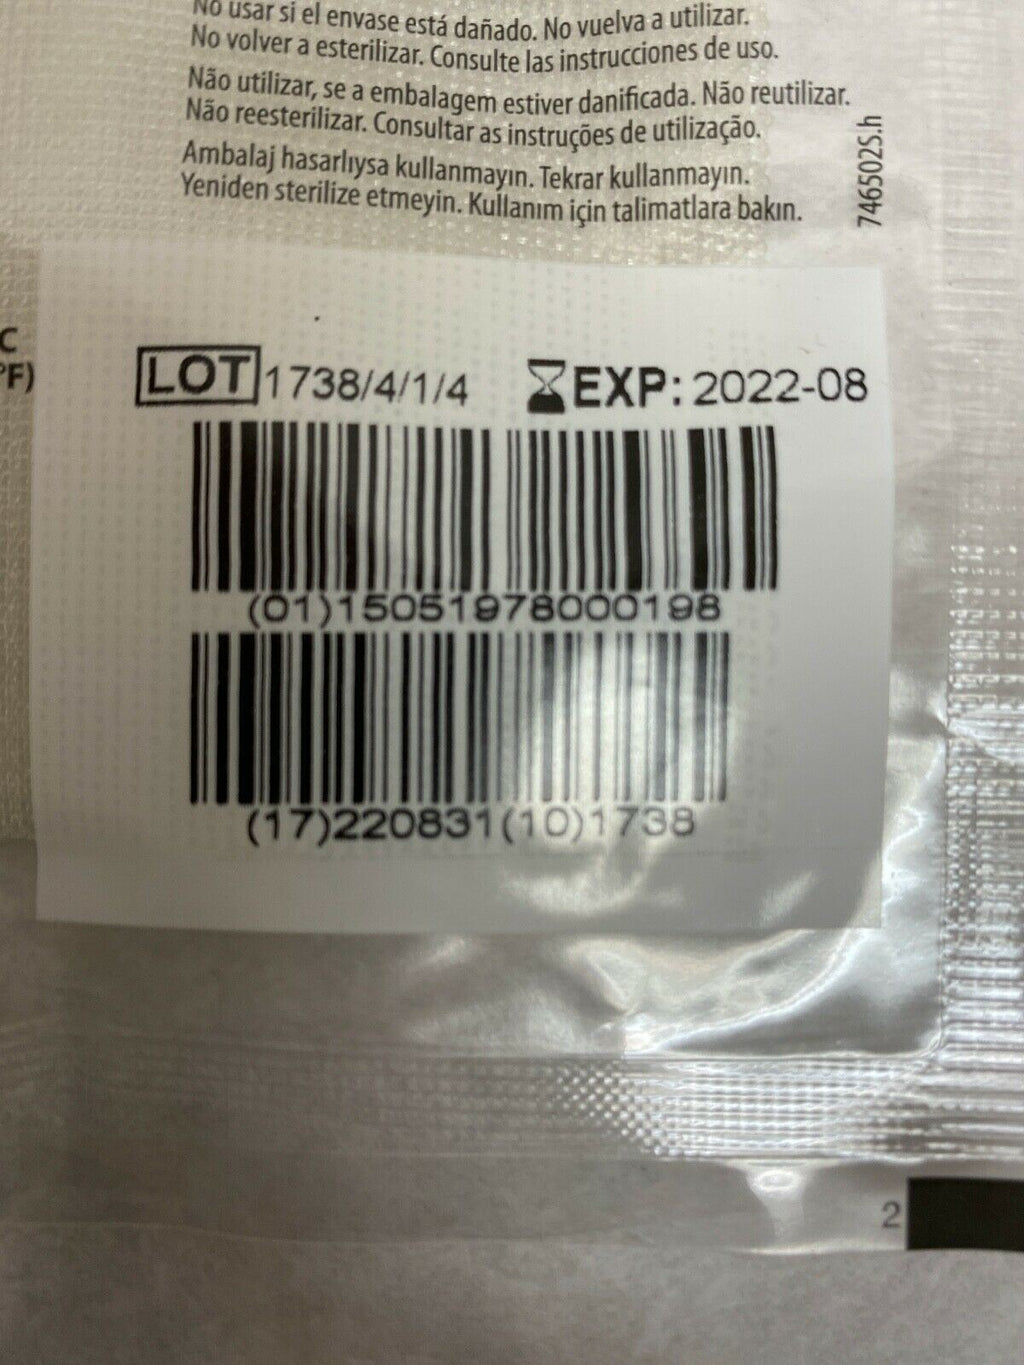 No usar si el envase está dañado. No vuelva a utilizar.
No volver a esterilizar. Consulte las instrucciones de uso.
Não utilizar, se a embalagem estiver danificada. Não reutilizar.
Não reesterilizar. Consultar as instruções de utilização.
Ambalaj hasarlıysa kullanmayın. Tekrar kullanmayın.
Yeniden sterilize etmeyin. Kullanım için talimatlara bakın.
746502S.h
C
°F)
LOT 1738/4/1/4 EXP: 2022-08
(01)15051978000198
(17)220831(10)1738
2